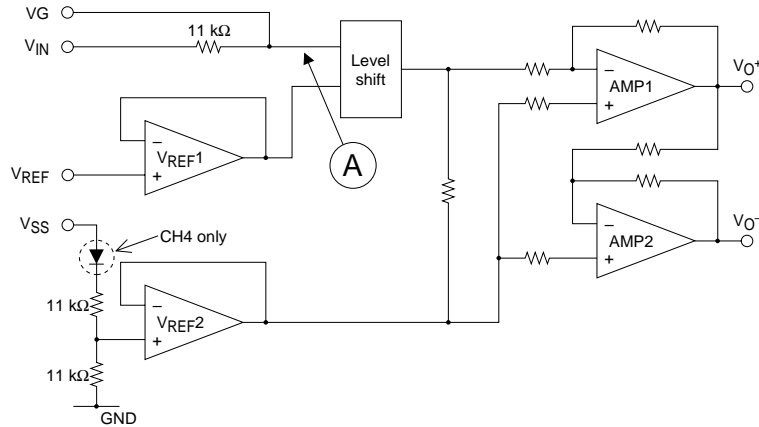 VG
VIN
11 kΩ
Level
shift
A
VREF
VREF1
−
+
VSS
CH4 only
11 kΩ
11 kΩ
GND
VREF2
−
+
AMP1
−
+
VO+
AMP2
−
+
VO−